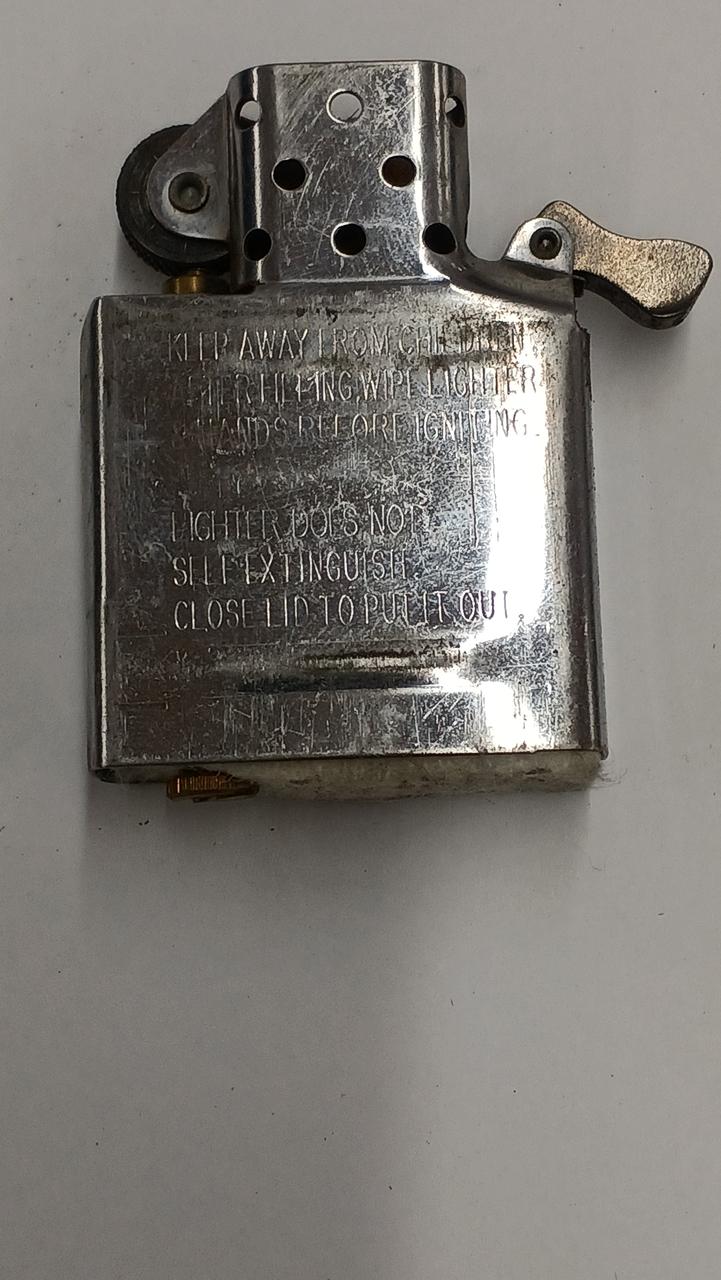 KEEP AWAY FROM CHILDREN.
AFTER FILLING, WIPE LIGHTER
& HANDS BEFORE IGNITING.
LIGHTER DOES NOT
SELF EXTINGUISH.
CLOSE LID TO PUT IT OUT.